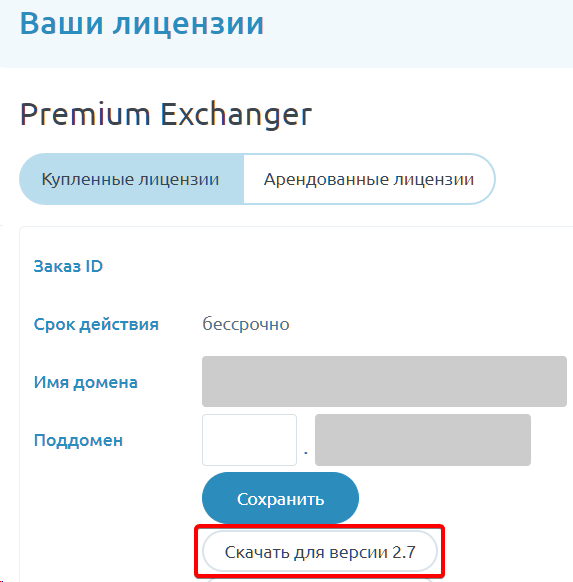 Ваши лицензии
Premium Exchanger
Купленные лицензии Арендованные лицензии
Заказ ID
Срок действия бессрочно
Имя домена
Поддомен .
Сохранить
Скачать для версии 2.7